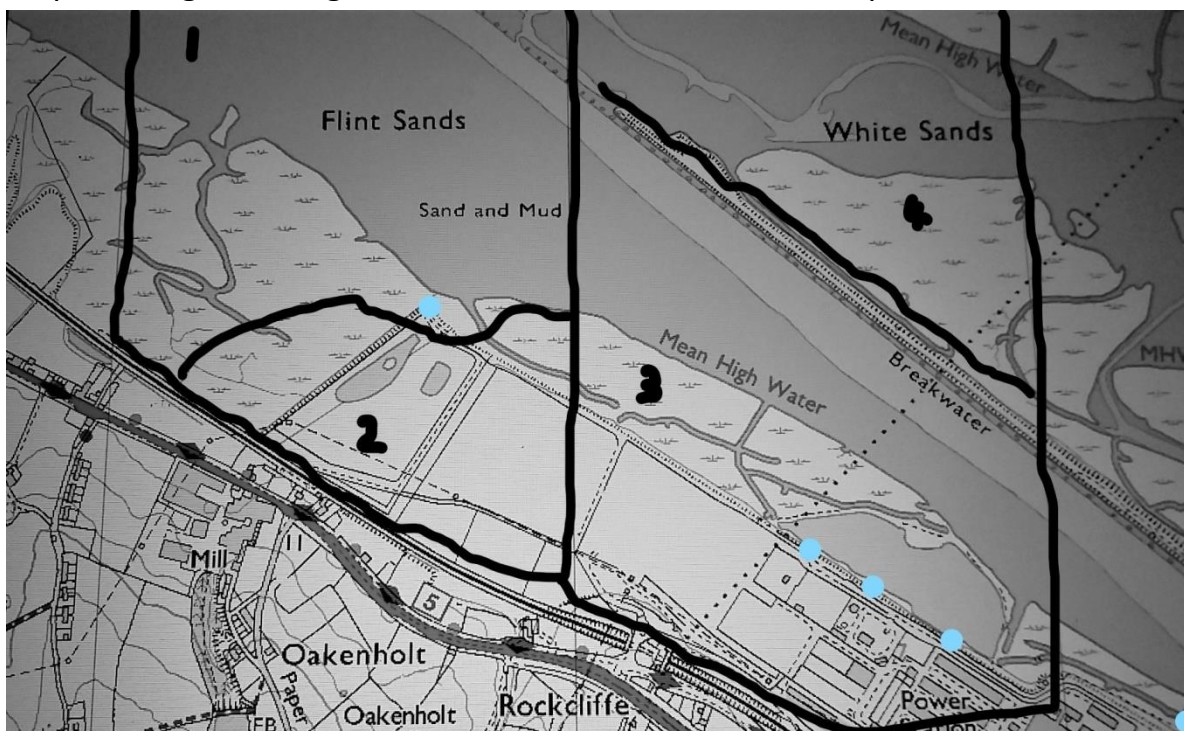 1
Mean High Water
Flint Sands
White Sands
Sand and Mud
4
Mean High Water
3
Breakwater
MHW
2
Mill
11
5
Oakenholt
Paper
Rockcliffe
Power
FB
Oakenholt